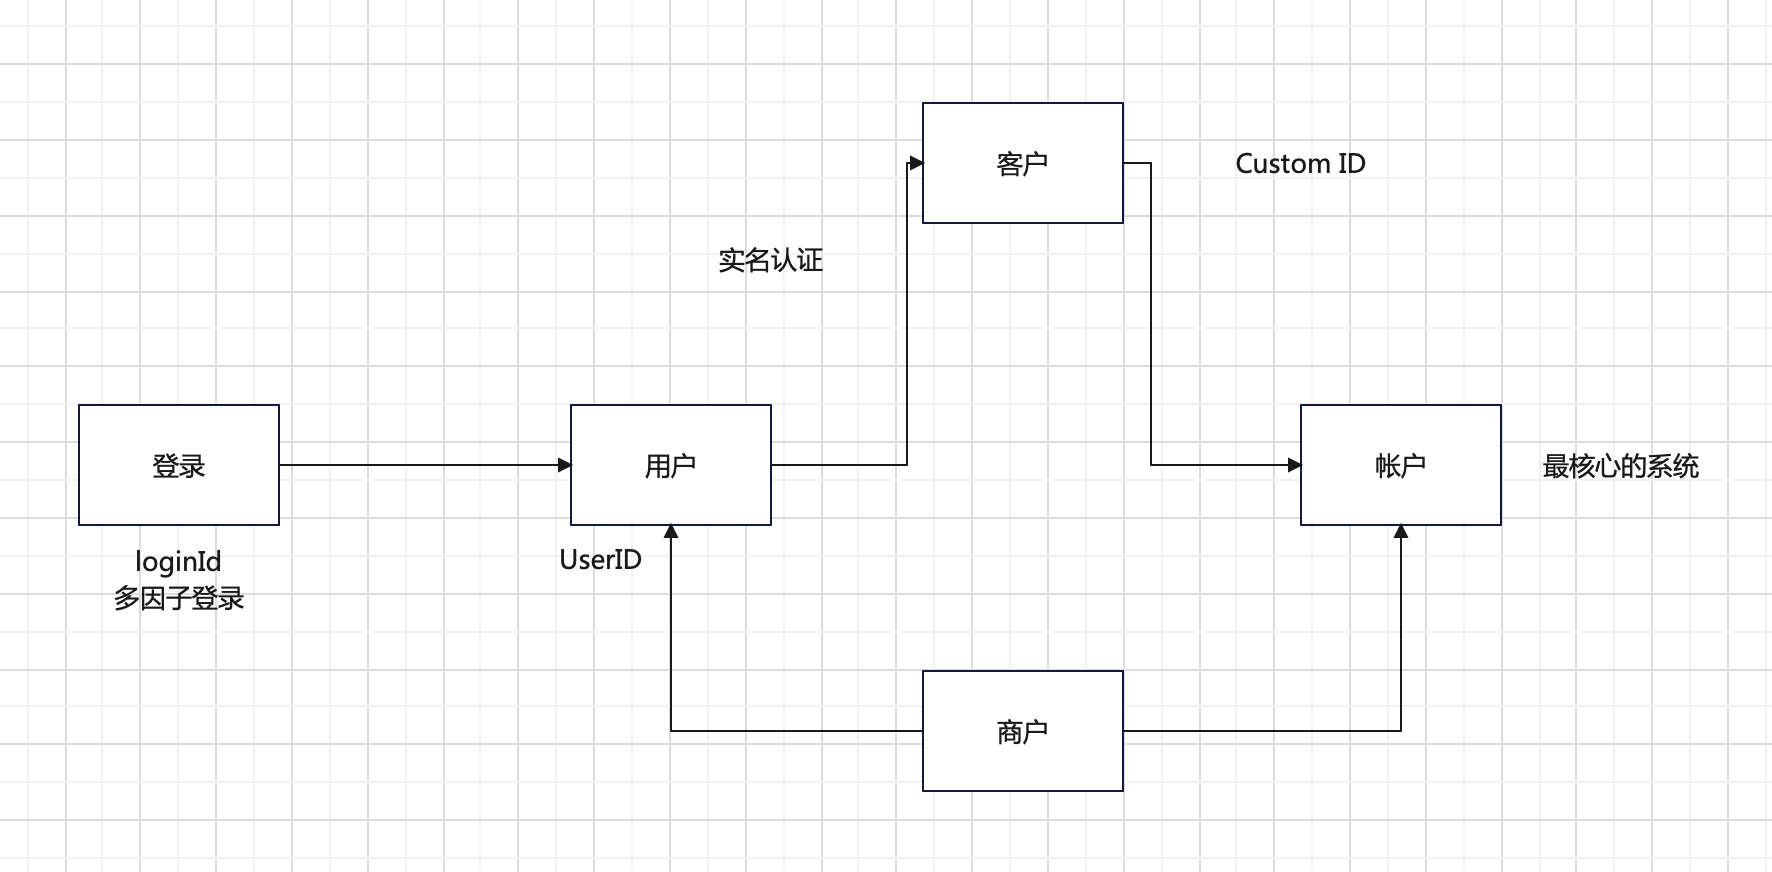 客户
Custom ID
实名认证
登录
用户
帐户
最核心的系统
loginId
多因子登录
UserID
商户